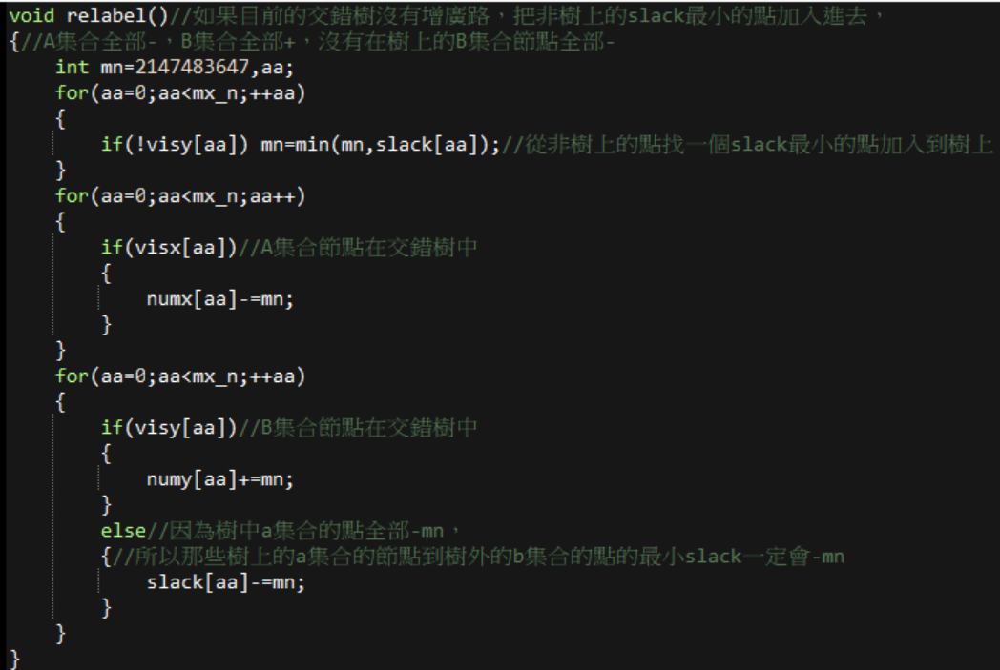 void relabel()//如果目前的交錯樹沒有增廣路，把非樹上的slack最小的點加入進去，
{//A集合全部-，B集合全部+，沒有在樹上的B集合節點全部-
    int mn=2147483647,aa;
    for(aa=0;aa<mx_n;++aa)
    {
        if(!visy[aa]) mn=min(mn,slack[aa]);//從非樹上的點找一個slack最小的點加入到樹上
    }
    for(aa=0;aa<mx_n;aa++)
    {
        if(visx[aa])//A集合節點在交錯樹中
        {
            numx[aa]-=mn;
        }
    }
    for(aa=0;aa<mx_n;++aa)
    {
        if(visy[aa])//B集合節點在交錯樹中
        {
            numy[aa]+=mn;
        }
        else//因為樹中a集合的點全部-mn，
        {//所以那些樹上的a集合的節點到樹外的b集合的點的最小slack一定會-mn
            slack[aa]-=mn;
        }
    }
}